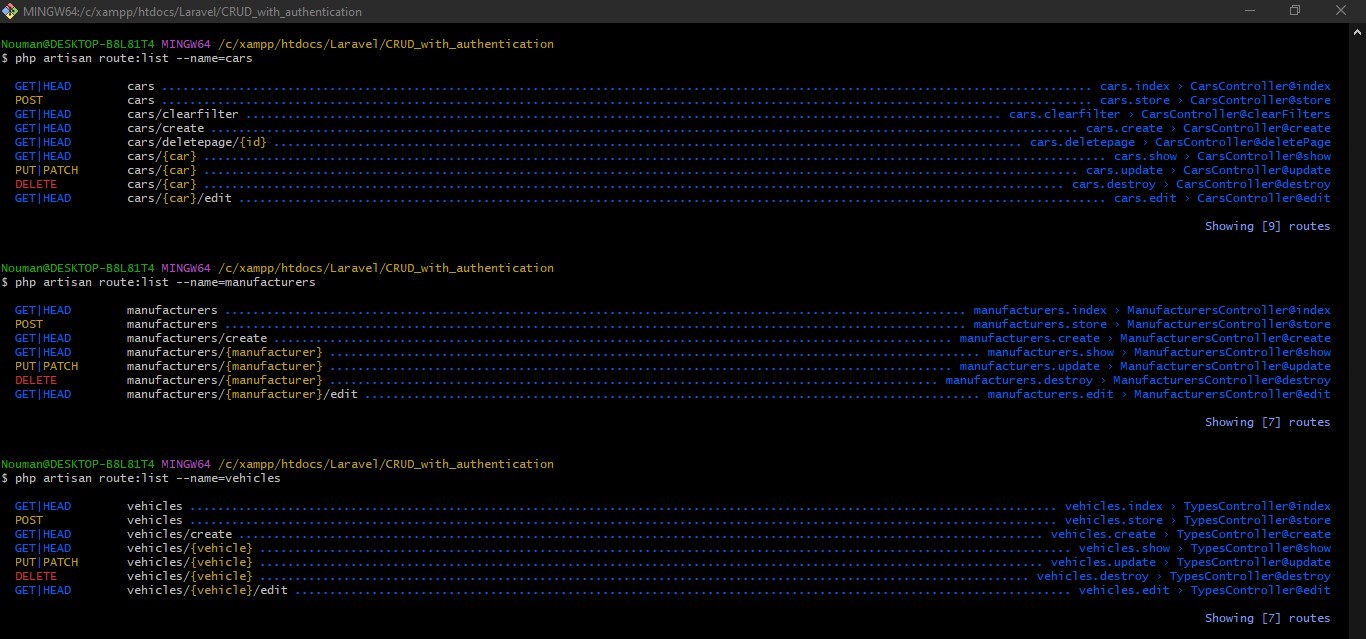 MINGW64:/c/xampp/htdocs/Laravel/CRUD_with_authentication
Nouman@DESKTOP-B8L81T4 MINGW64 /c/xampp/htdocs/Laravel/CRUD_with_authentication
$ php artisan route:list --name=cars
GET|HEAD cars ........ cars.index › CarsController@index
POST cars ........ cars.store › CarsController@store
GET|HEAD cars/clearfilter ........ cars.clearfilter › CarsController@clearFilters
GET|HEAD cars/create ........ cars.create › CarsController@create
GET|HEAD cars/deletepage/{id} ........ cars.deletepage › CarsController@deletePage
GET|HEAD cars/{car} ........ cars.show › CarsController@show
PUT|PATCH cars/{car} ........ cars.update › CarsController@update
DELETE cars/{car} ........ cars.destroy › CarsController@destroy
GET|HEAD cars/{car}/edit ........ cars.edit › CarsController@edit
Showing [9] routes
Nouman@DESKTOP-B8L81T4 MINGW64 /c/xampp/htdocs/Laravel/CRUD_with_authentication
$ php artisan route:list --name=manufacturers
GET|HEAD manufacturers ........ manufacturers.index › ManufacturersController@index
POST manufacturers ........ manufacturers.store › ManufacturersController@store
GET|HEAD manufacturers/create ........ manufacturers.create › ManufacturersController@create
GET|HEAD manufacturers/{manufacturer} ........ manufacturers.show › ManufacturersController@show
PUT|PATCH manufacturers/{manufacturer} ........ manufacturers.update › ManufacturersController@update
DELETE manufacturers/{manufacturer} ........ manufacturers.destroy › ManufacturersController@destroy
GET|HEAD manufacturers/{manufacturer}/edit ........ manufacturers.edit › ManufacturersController@edit
Showing [7] routes
Nouman@DESKTOP-B8L81T4 MINGW64 /c/xampp/htdocs/Laravel/CRUD_with_authentication
$ php artisan route:list --name=vehicles
GET|HEAD vehicles ........ vehicles.index › TypesController@index
POST vehicles ........ vehicles.store › TypesController@store
GET|HEAD vehicles/create ........ vehicles.create › TypesController@create
GET|HEAD vehicles/{vehicle} ........ vehicles.show › TypesController@show
PUT|PATCH vehicles/{vehicle} ........ vehicles.update › TypesController@update
DELETE vehicles/{vehicle} ........ vehicles.destroy › TypesController@destroy
GET|HEAD vehicles/{vehicle}/edit ........ vehicles.edit › TypesController@edit
Showing [7] routes